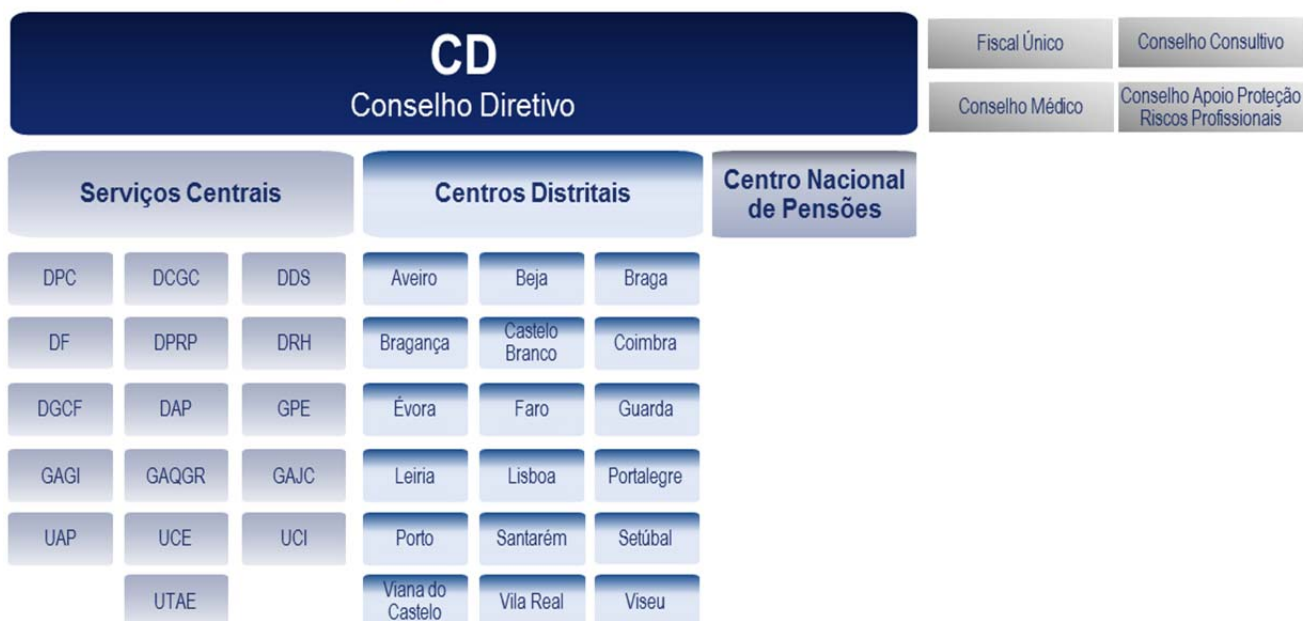 CD
Conselho Diretivo
Fiscal Único
Conselho Consultivo
Conselho Médico
Conselho Apoio Proteção
Riscos Profissionais
Serviços Centrais
Centros Distritais
Centro Nacional
de Pensões
DPC
DCGC
DDS
Aveiro
Beja
Braga
DF
DPRP
DRH
Bragança
Castelo
Branco
Coimbra
DGCF
DAP
GPE
Évora
Faro
Guarda
GAGI
GAQGR
GAJC
Leiria
Lisboa
Portalegre
UAP
UCE
UCI
Porto
Santarém
Setúbal
UTAE
Viana do
Castelo
Vila Real
Viseu